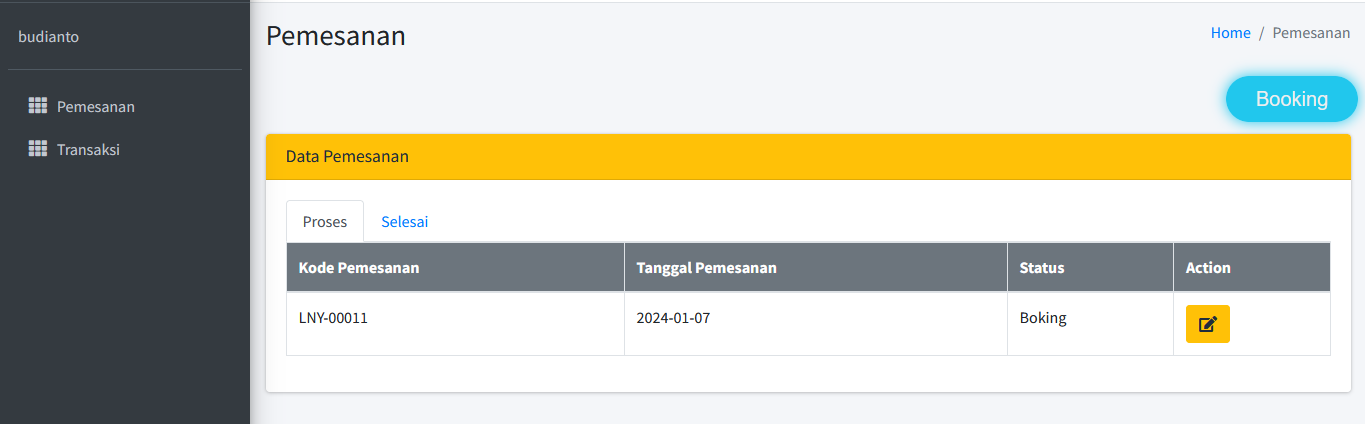 budianto
Pemesanan
Transaksi
Pemesanan
Home / Pemesanan
Booking
Data Pemesanan
Proses Selesai
Kode Pemesanan Tanggal Pemesanan Status Action
LNY-00011 2024-01-07 Boking